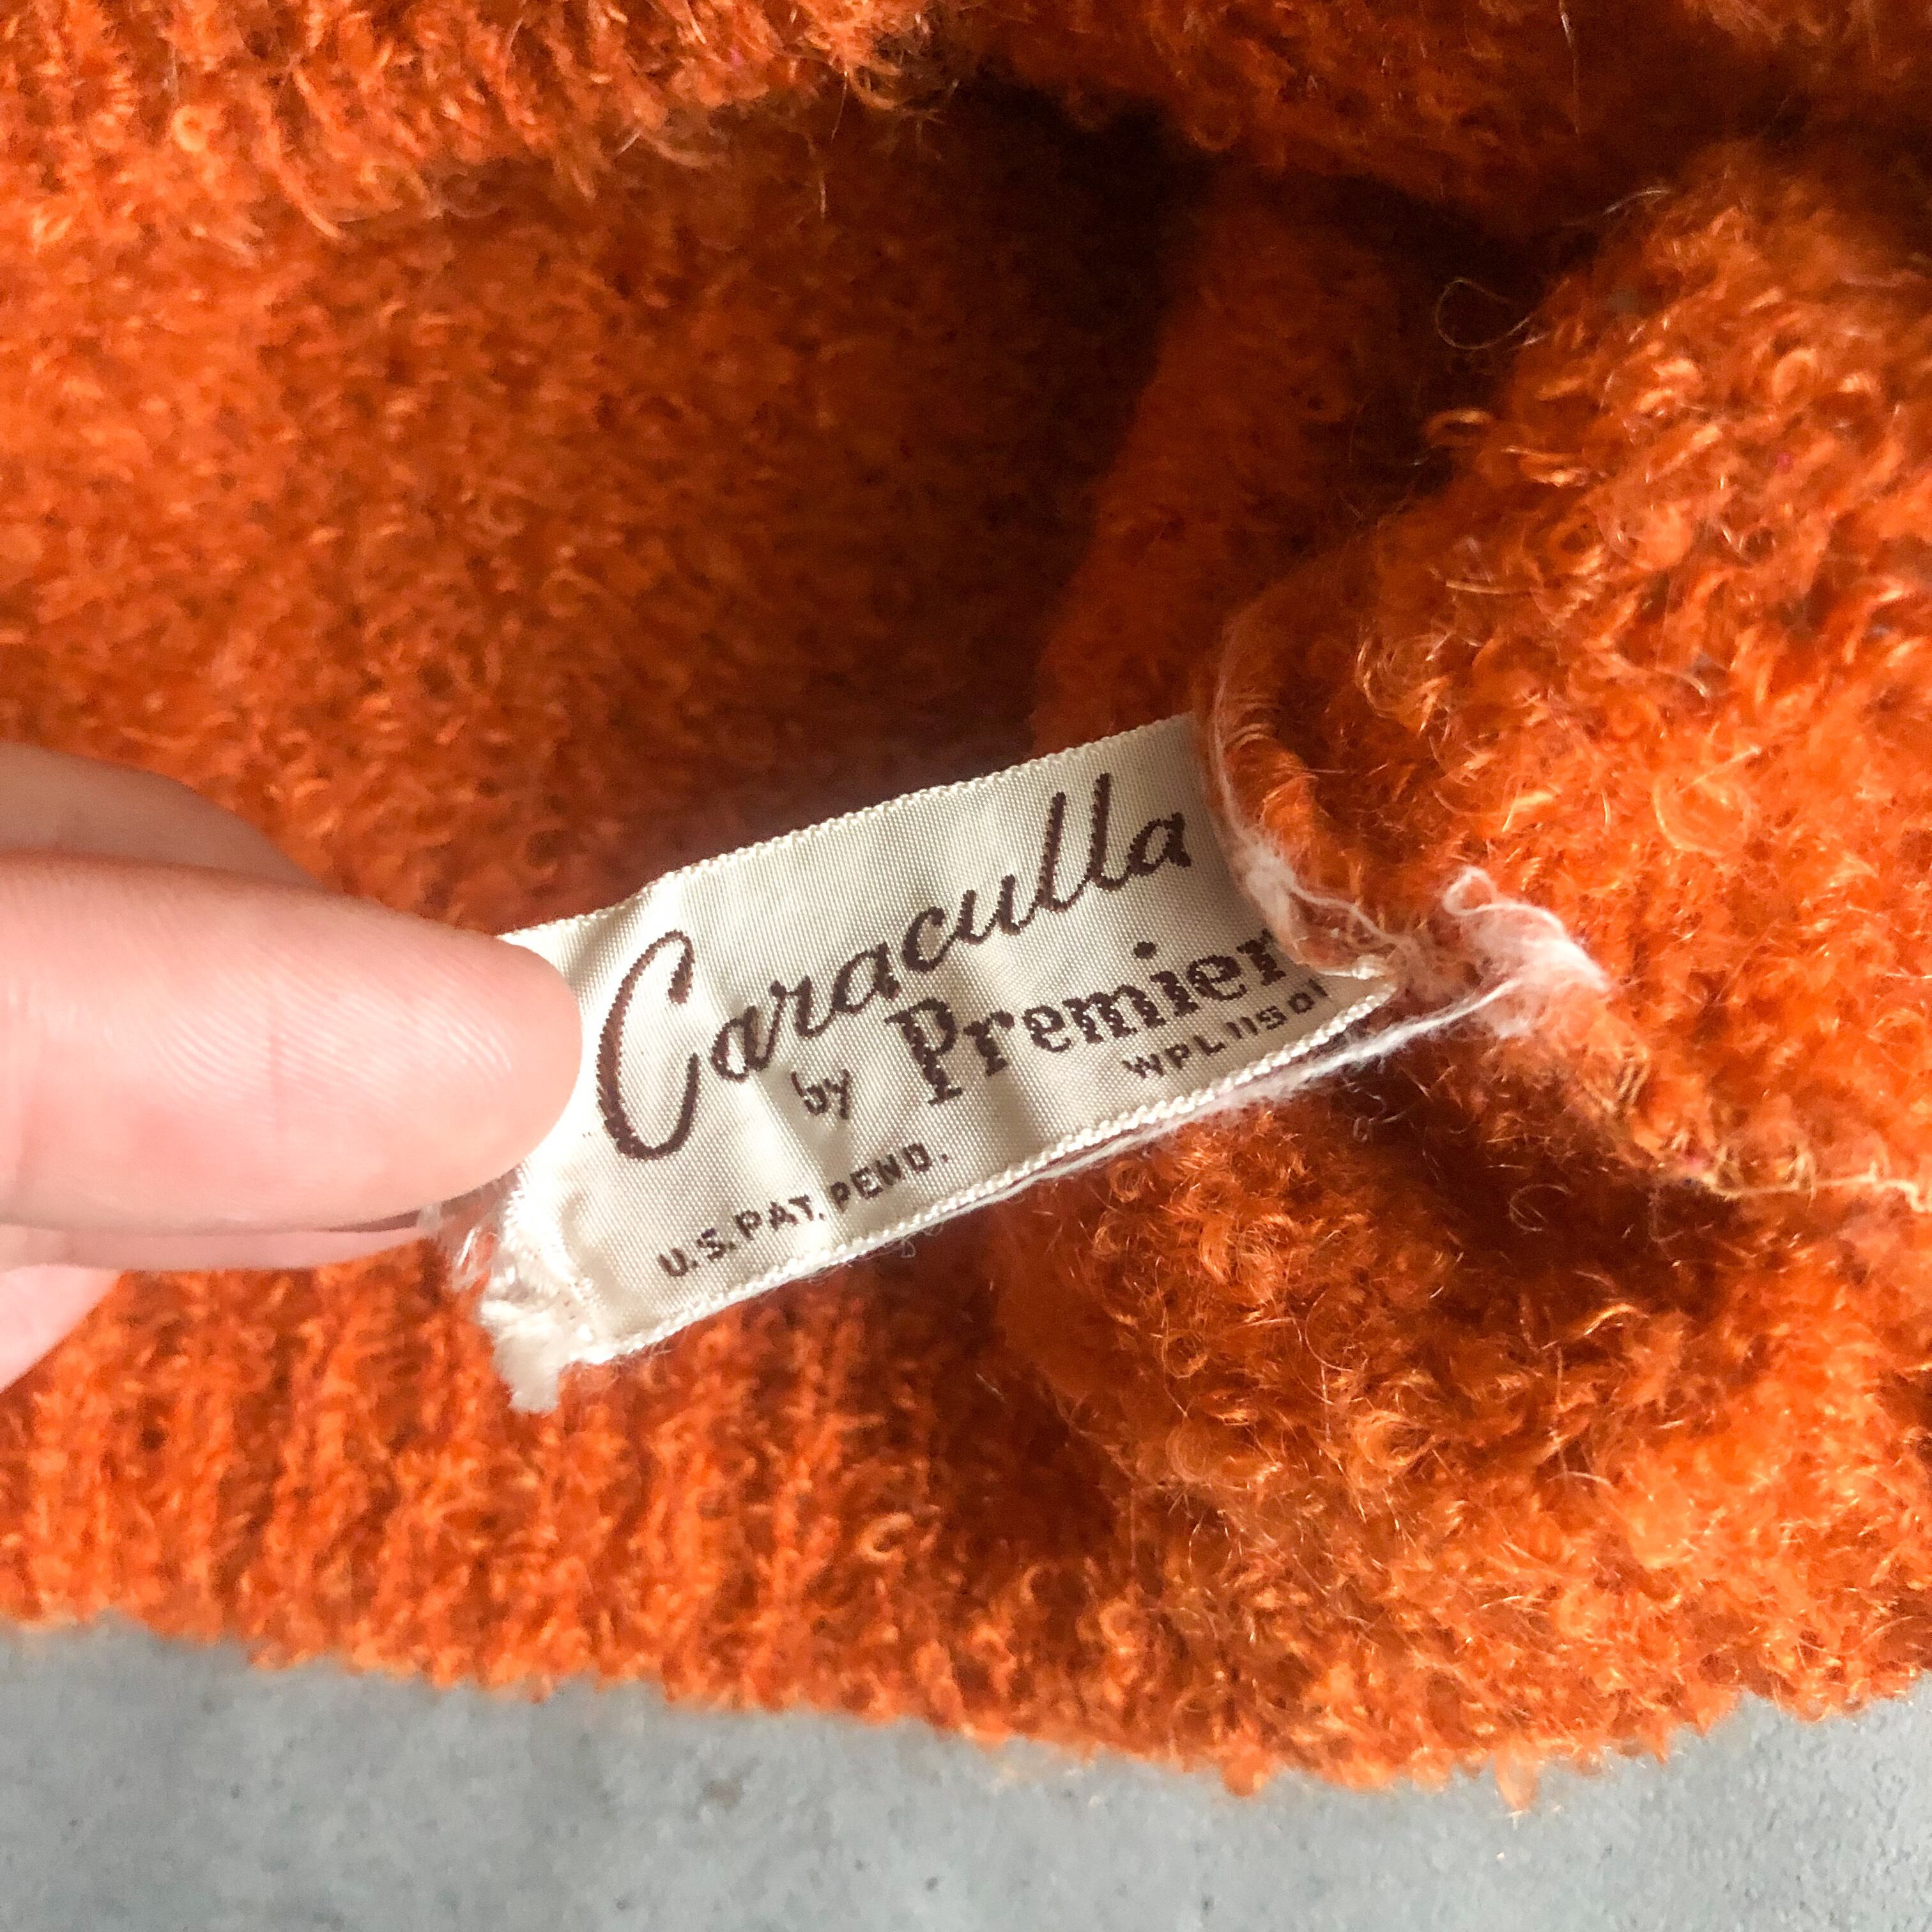 Caraculla
by Premier
WPL 11501
U.S. PAT. PEND.